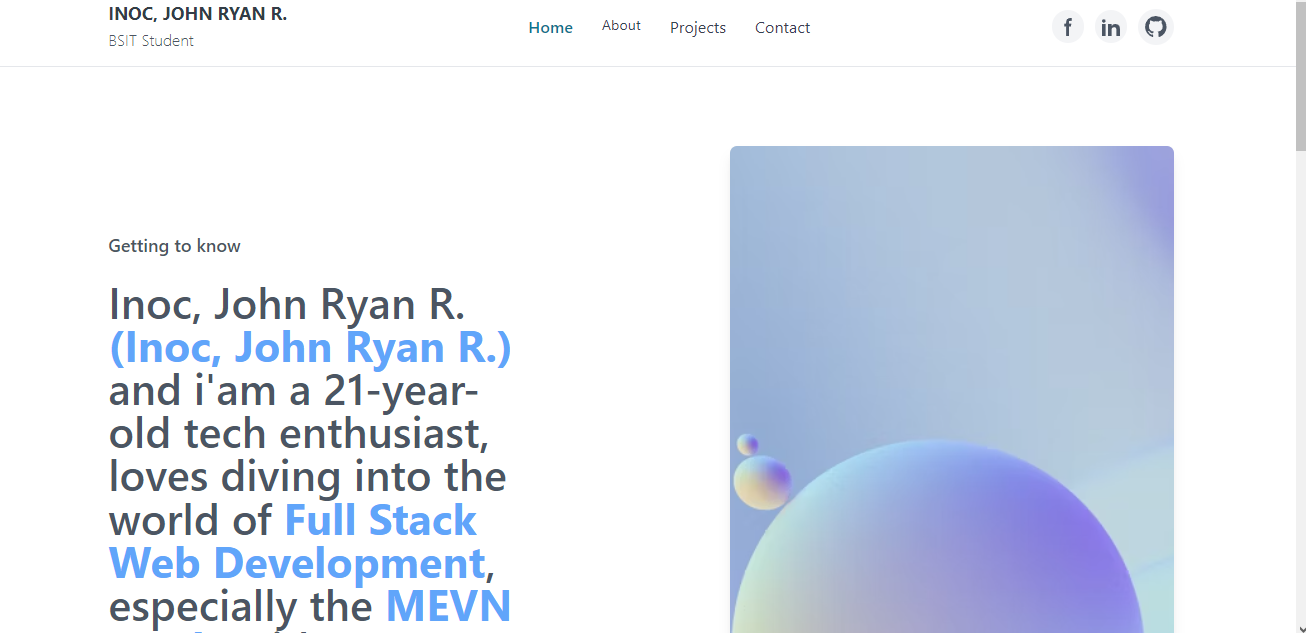 INOC, JOHN RYAN R.
BSIT Student
Home About Projects Contact
f in
Getting to know
Inoc, John Ryan R.
(Inoc, John Ryan R.)
and i'am a 21-year-
old tech enthusiast,
loves diving into the
world of Full Stack
Web Development,
especially the MEVN